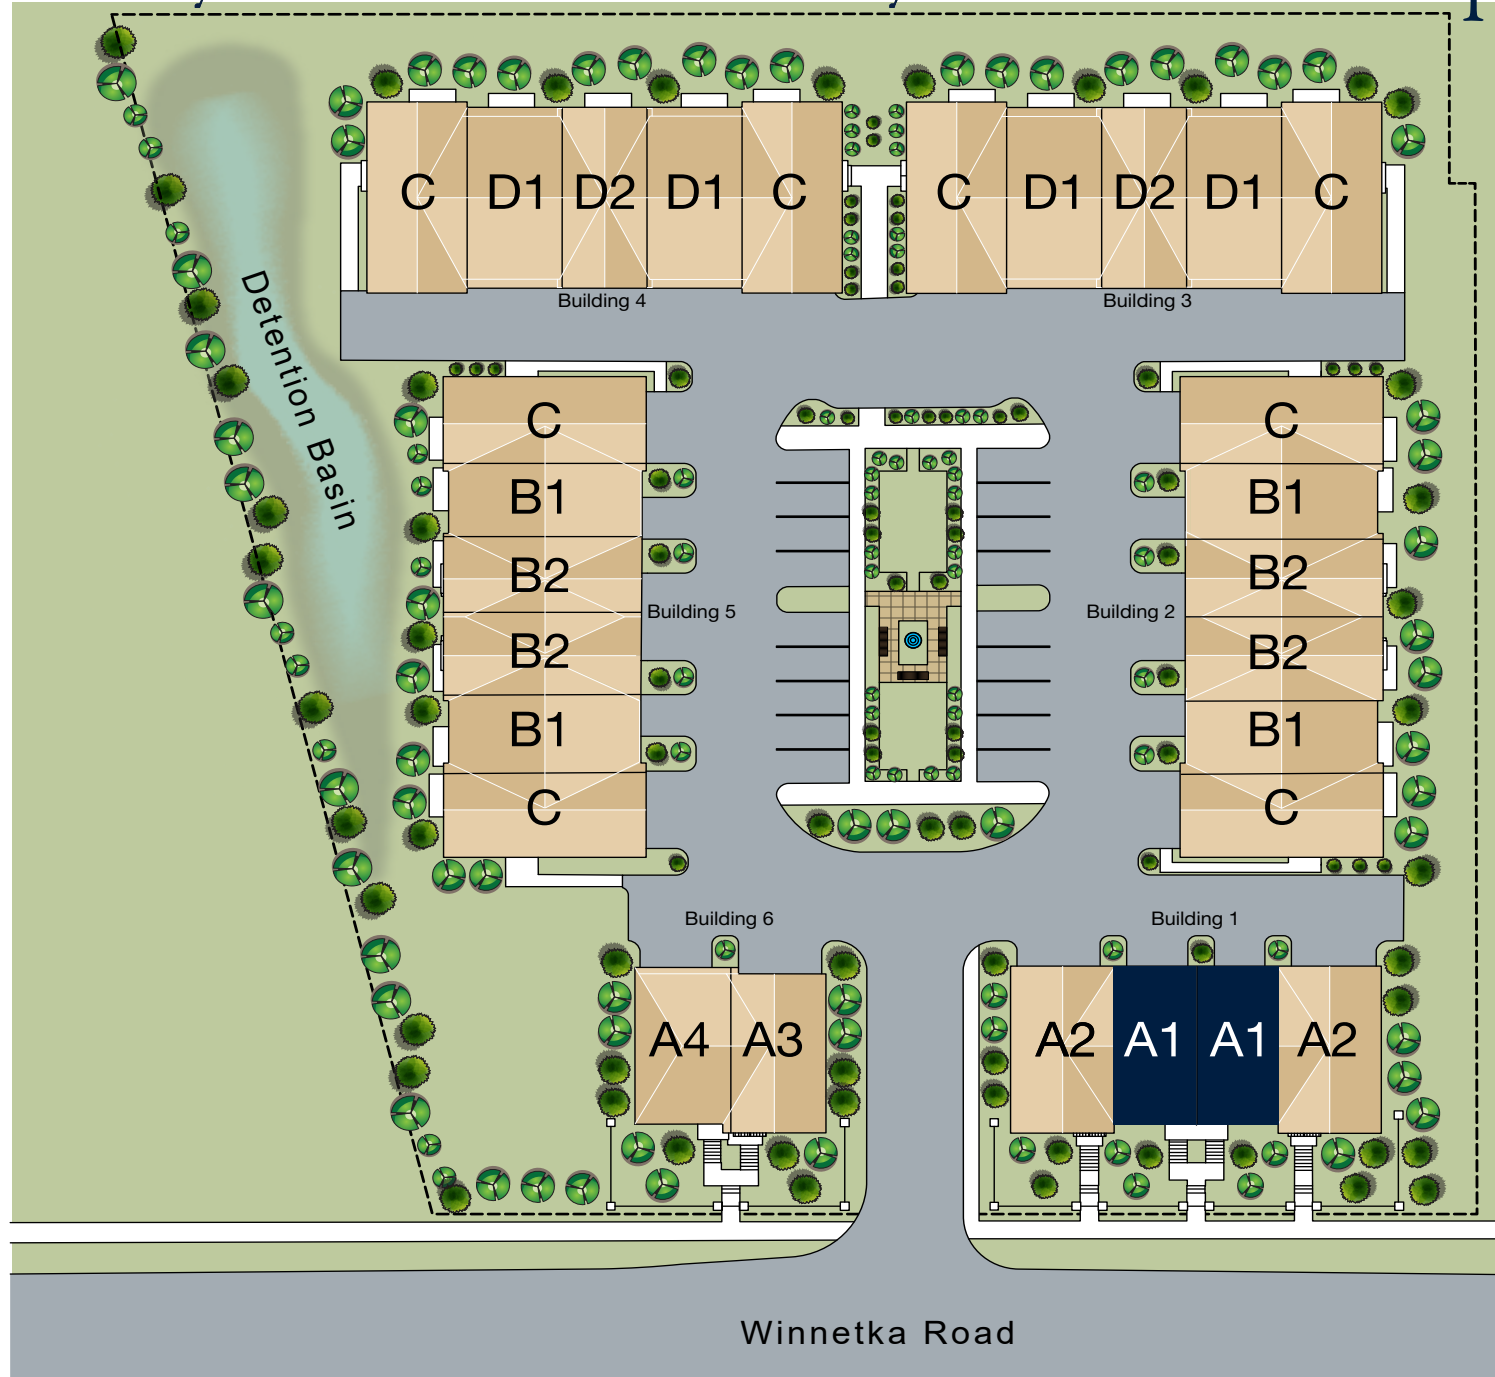 C D1 D2 D1 C
C D1 D2 D1 C
Building 4
Building 3
Detention Basin
C
B1
B2
B2
B1
C
Building 5
C
B1
B2
B2
B1
C
Building 2
Building 6
Building 1
A4 A3
A2 A1 A1 A2
Winnetka Road